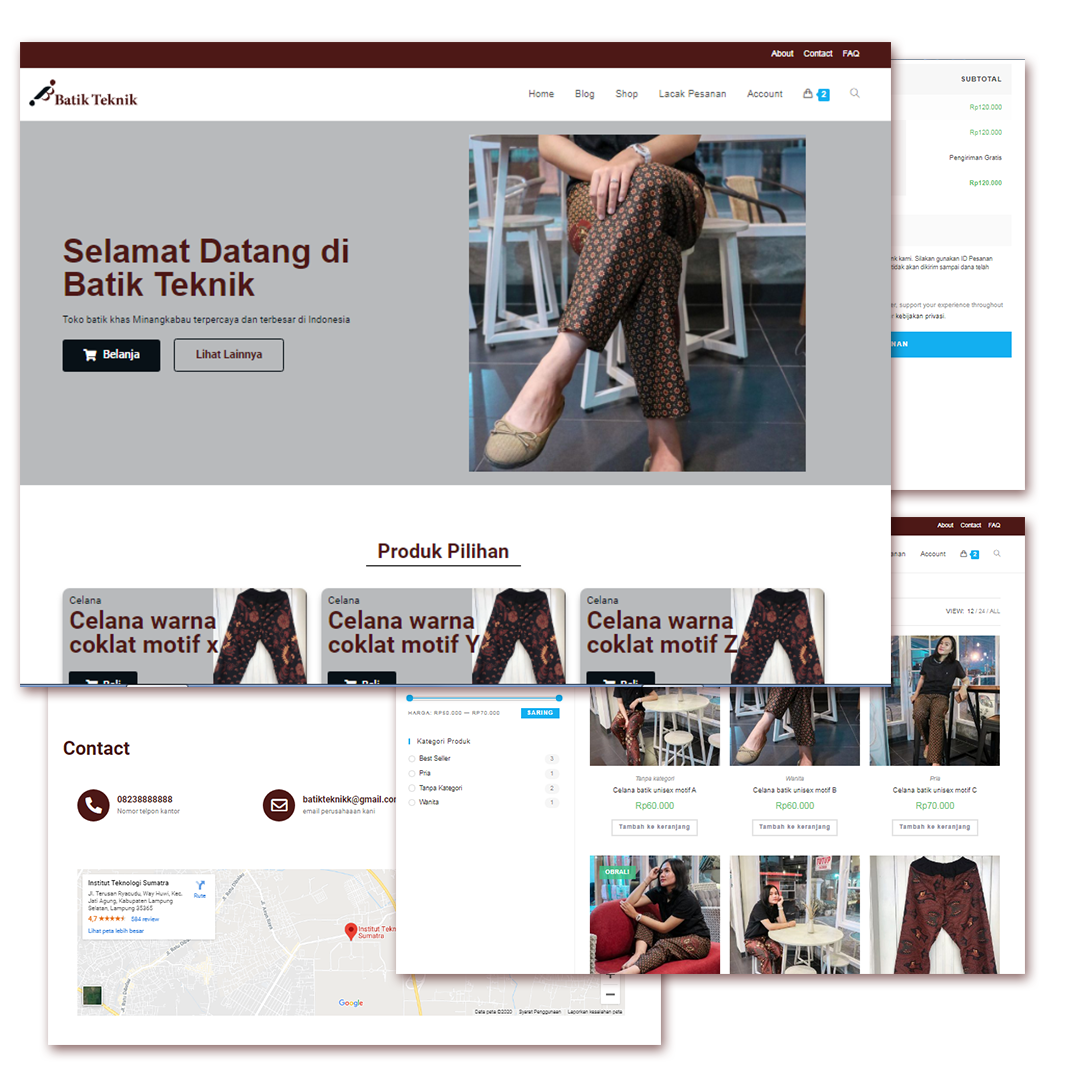 About Contact FAQ
Batik Teknik
Home Blog Shop Lacak Pesanan Account 2
Selamat Datang di
Batik Teknik
Toko batik khas Minangkabau terpercaya dan terbesar di Indonesia
Belanja Lihat Lainnya
Produk Pilihan
Celana
Celana warna
coklat motif x
Beli
Celana
Celana warna
coklat motif Y
Beli
Celana
Celana warna
coklat motif Z
Beli
SUBTOTAL
Rp120.000
Rp120.000
Pengiriman Gratis
Rp120.000
kami. Silakan gunakan ID Pesanan
tidak akan dikirim sampai dana telah
support your experience throughout
kebijakan privasi.
NAN
About Contact FAQ
anan Account 2
VIEW: 12 / 24 / ALL
HARGA: RP60.000 — RP70.000 SARING
Kategori Produk
Best Seller 3
Pria 1
Tanpa Kategori 2
Wanita 1
Tanpa kategori
Celana batik unisex motif A
Rp60.000
Tambah ke keranjang
Wanita
Celana batik unisex motif B
Rp60.000
Tambah ke keranjang
Pria
Celana batik unisex motif C
Rp70.000
Tambah ke keranjang
OBRAL!
TUTUP
Contact
08238888888
Nomor telpon kantor
batikteknikk@gmail.com
email perusahaaan kani
Institut Teknologi Sumatra
Jl. Terusan Ryacudu, Way Huwi, Kec.
Jati Agung, Kabupaten Lampung
Selatan, Lampung 35365
4,7 584 review
Lihat peta lebih besar
Rute
Institut Tekn
Sumatra
Google
Data peta ©2020 Syarat Penggunaan Laporkan kesalahan peta